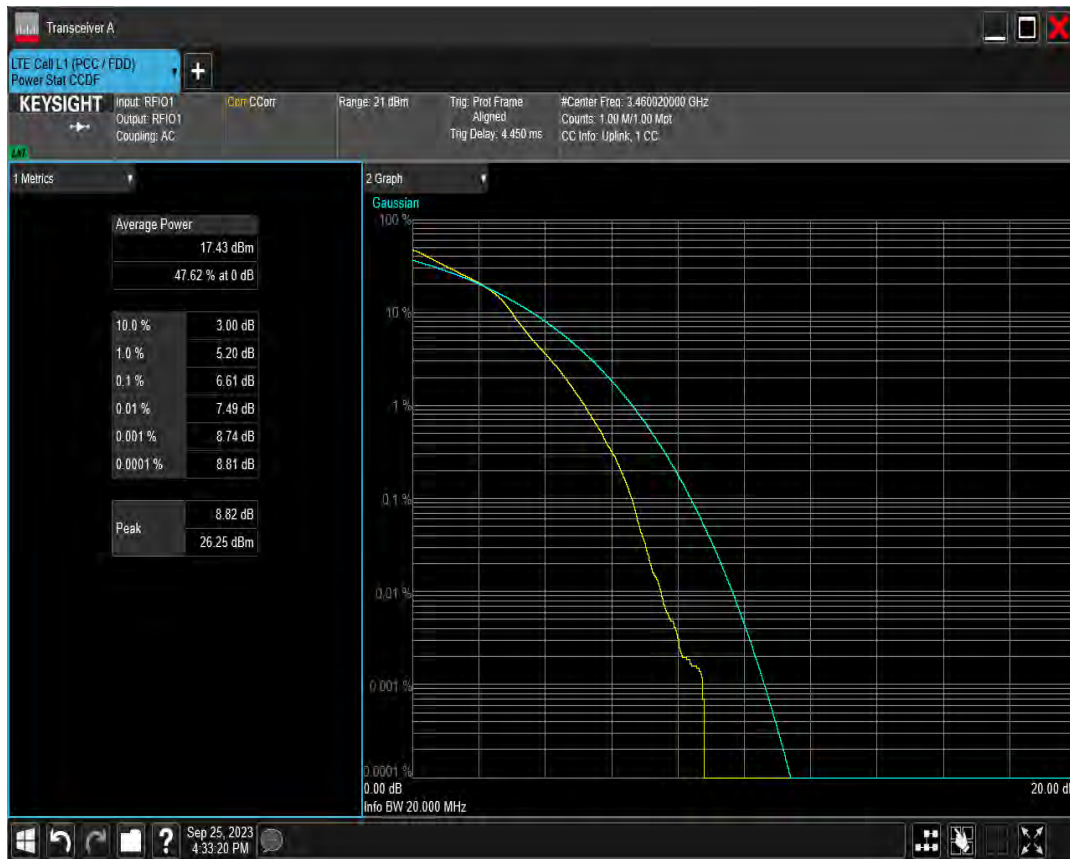 Transceiver A
LTE Cell L1 (PCC / FDD)
Power Stat CCDF
KEYSIGHT
Input: RFIO1
Output: RFIO1
Coupling: AC
Corr CCorr
Range: 21 dBm
Trig: Prot Frame
Aligned
Trig Delay: 4.450 ms
#Center Freq: 3.460020000 GHz
Counts: 1.00 M/1.00 Mpt
CC Info: Uplink, 1 CC
1 Metrics
Average Power
17.43 dBm
47.62 % at 0 dB
10.0 % 3.00 dB
1.0 % 5.20 dB
0.1 % 6.61 dB
0.01 % 7.49 dB
0.001 % 8.74 dB
0.0001 % 8.81 dB
Peak
8.82 dB
26.25 dBm
2 Graph
Gaussian
100 %
10 %
1 %
0.1 %
0.01 %
0.001 %
0.0001 %
0.00 dB
20.00 d
Info BW 20.000 MHz
Sep 25, 2023
4:33:20 PM